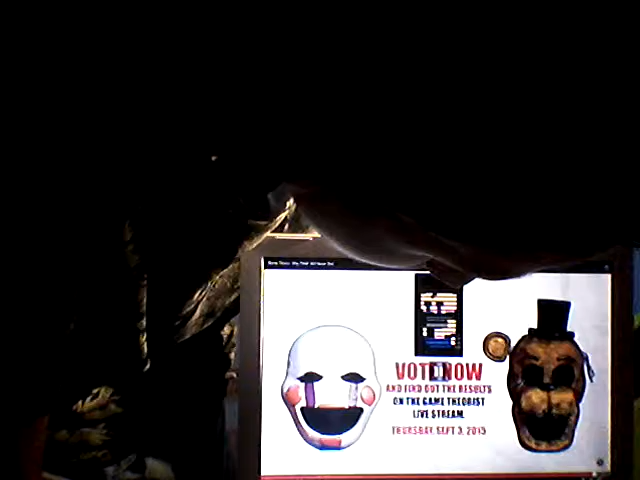 VOTE NOW
AND FIND OUT THE RESULTS
ON THE GAME THEORIST
LIVE STREAM.
THURSDAY SEPT 3, 2015